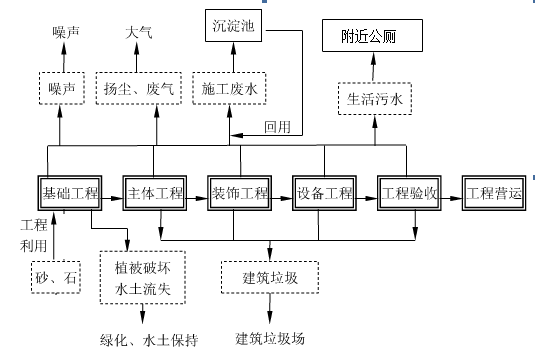 噪声
大气
沉淀池
附近公厕
噪声
扬尘、废气
施工废水
生活污水
回用
基础工程
主体工程
装饰工程
设备工程
工程验收
工程营运
工程
利用
砂、石
植被破坏
水土流失
建筑垃圾
绿化、水土保持
建筑垃圾场